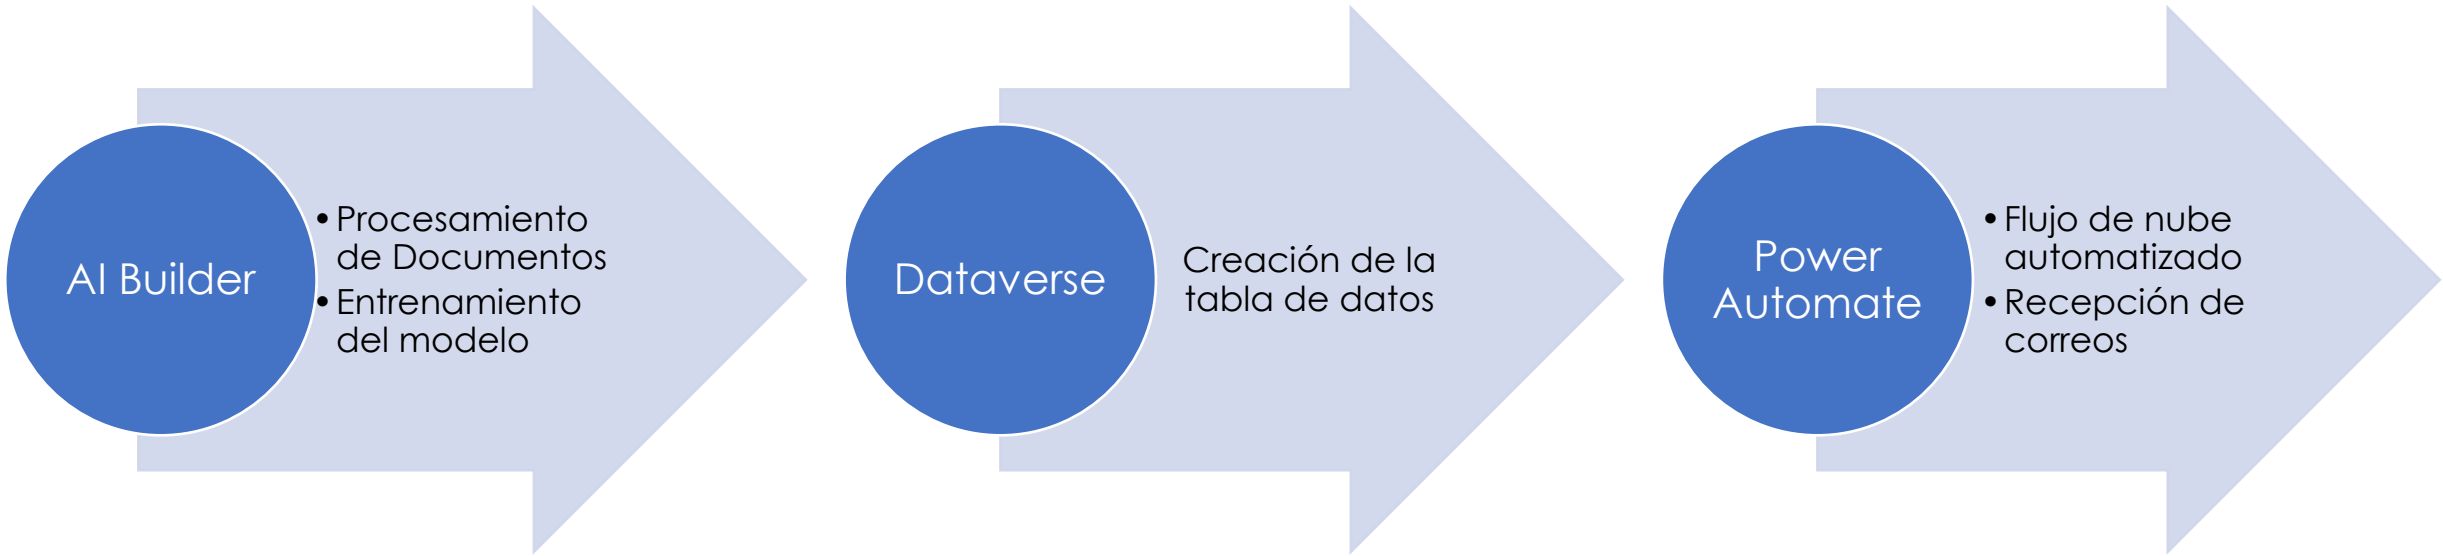 AI Builder
• Procesamiento
de Documentos
• Entrenamiento
del modelo
Dataverse
Creación de la
tabla de datos
Power
Automate
• Flujo de nube
automatizado
• Recepción de
correos